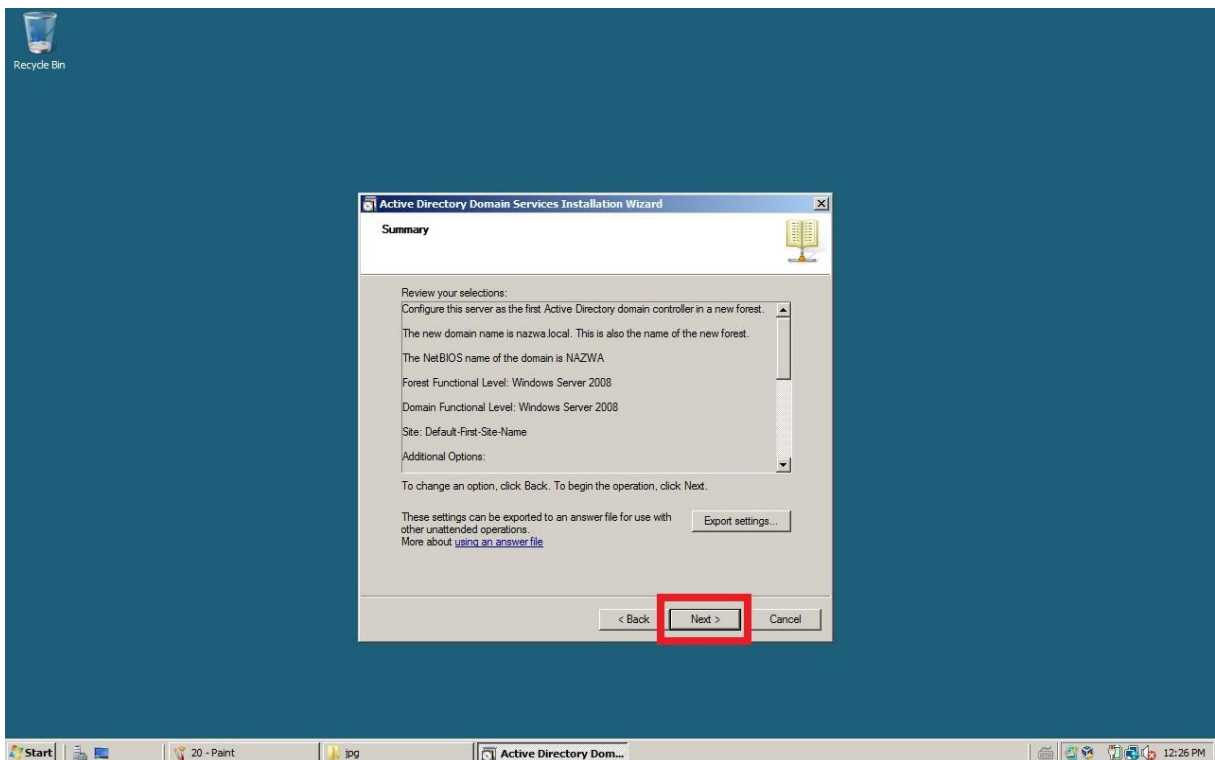 Recycle Bin
Active Directory Domain Services Installation Wizard
Summary
Review your selections:
Configure this server as the first Active Directory domain controller in a new forest.
The new domain name is nazwa.local. This is also the name of the new forest.
The NetBIOS name of the domain is NAZWA
Forest Functional Level: Windows Server 2008
Domain Functional Level: Windows Server 2008
Site: Default-First-Site-Name
Additional Options:
To change an option, click Back. To begin the operation, click Next.
These settings can be exported to an answer file for use with
other unattended operations.
More about using an answer file
Export settings...
< Back
Next >
Cancel
Start
20 - Paint
jpg
Active Directory Dom...
12:26 PM